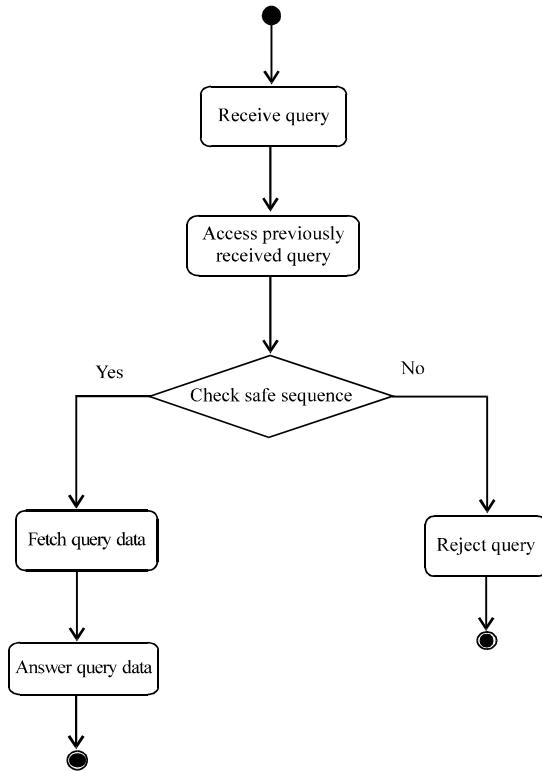 Receive query
Access previously
received query
Yes
No
Check safe sequence
Fetch query data
Reject query
Answer query data